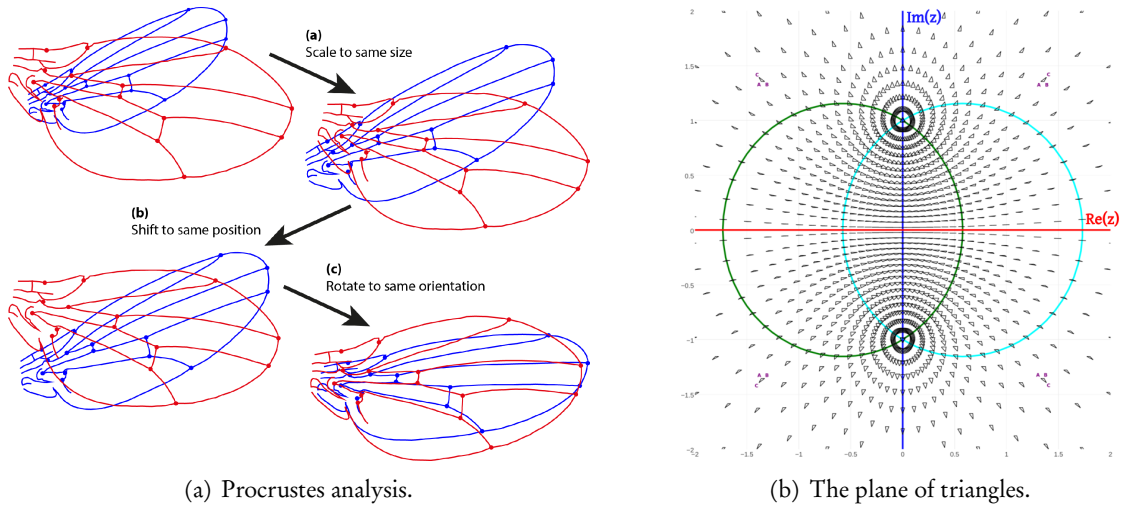 (a)
Scale to same size
(b)
Shift to same position
(c)
Rotate to same orientation
(a) Procrustes analysis.
Im(z)
Re(z)
2
1.5
1
0.5
0
−0.5
−1
−1.5
−2
−2
−1.5
−1
−0.5
0
0.5
1
1.5
2
C
A B
C
A B
A B
C
A B
C
(b) The plane of triangles.